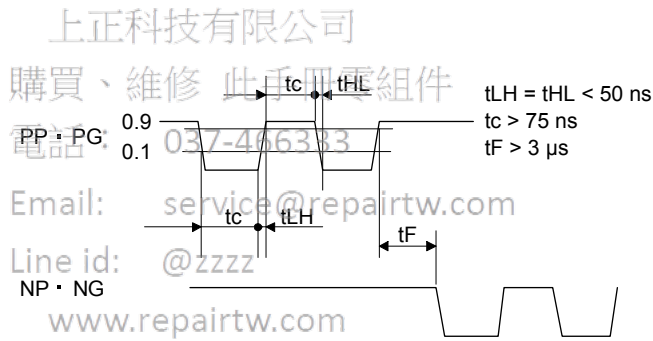 上正科技有限公司
購買、維修 此手冊零組件
tc tHL
tLH = tHL < 50 ns
tc > 75 ns
tF > 3 µs
PP・PG
0.9
0.1
電話： 037-466333
Email: service@repairtw.com
tc tLH
tF
Line id: @zzzz
NP・NG
www.repairtw.com